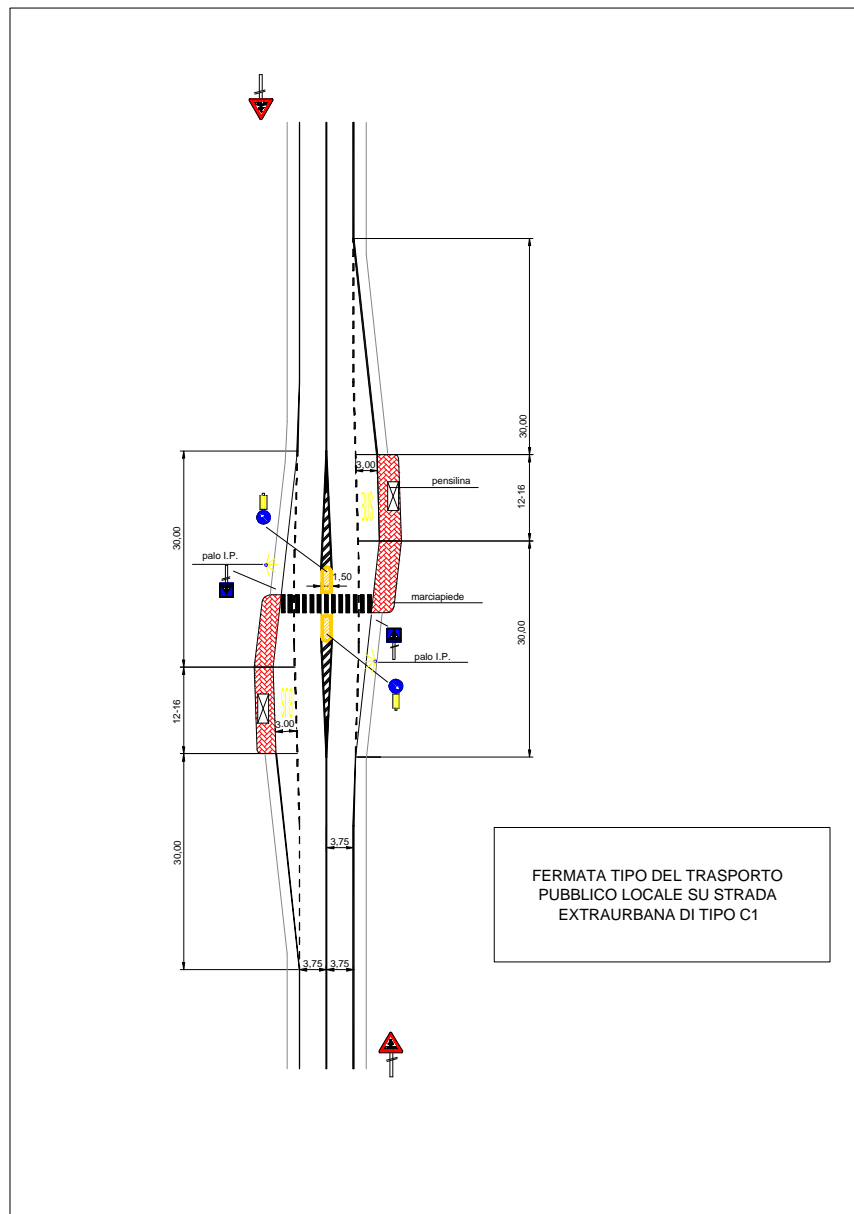 30,00
3,00
pensilina
12-16
30,00
palo I.P.
1,50
marciapiede
30,00
palo I.P.
12-16
3,00
3,75
30,00
3,75
3,75
FERMATA TIPO DEL TRASPORTO
PUBBLICO LOCALE SU STRADA
EXTRAURBANA DI TIPO C1